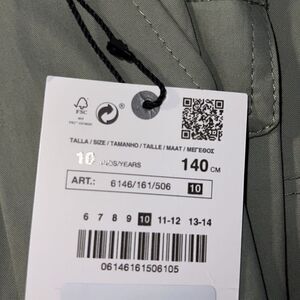 FSC
TALLA / SIZE / TAMANHO / TAILLE / MAAT / ΜΕΓΕΘΟΣ
10 AÑOS/YEARS 140 CM
ART.: 6146/161/506 10
6 7 8 9 10 11-12 13-14
06146161506105